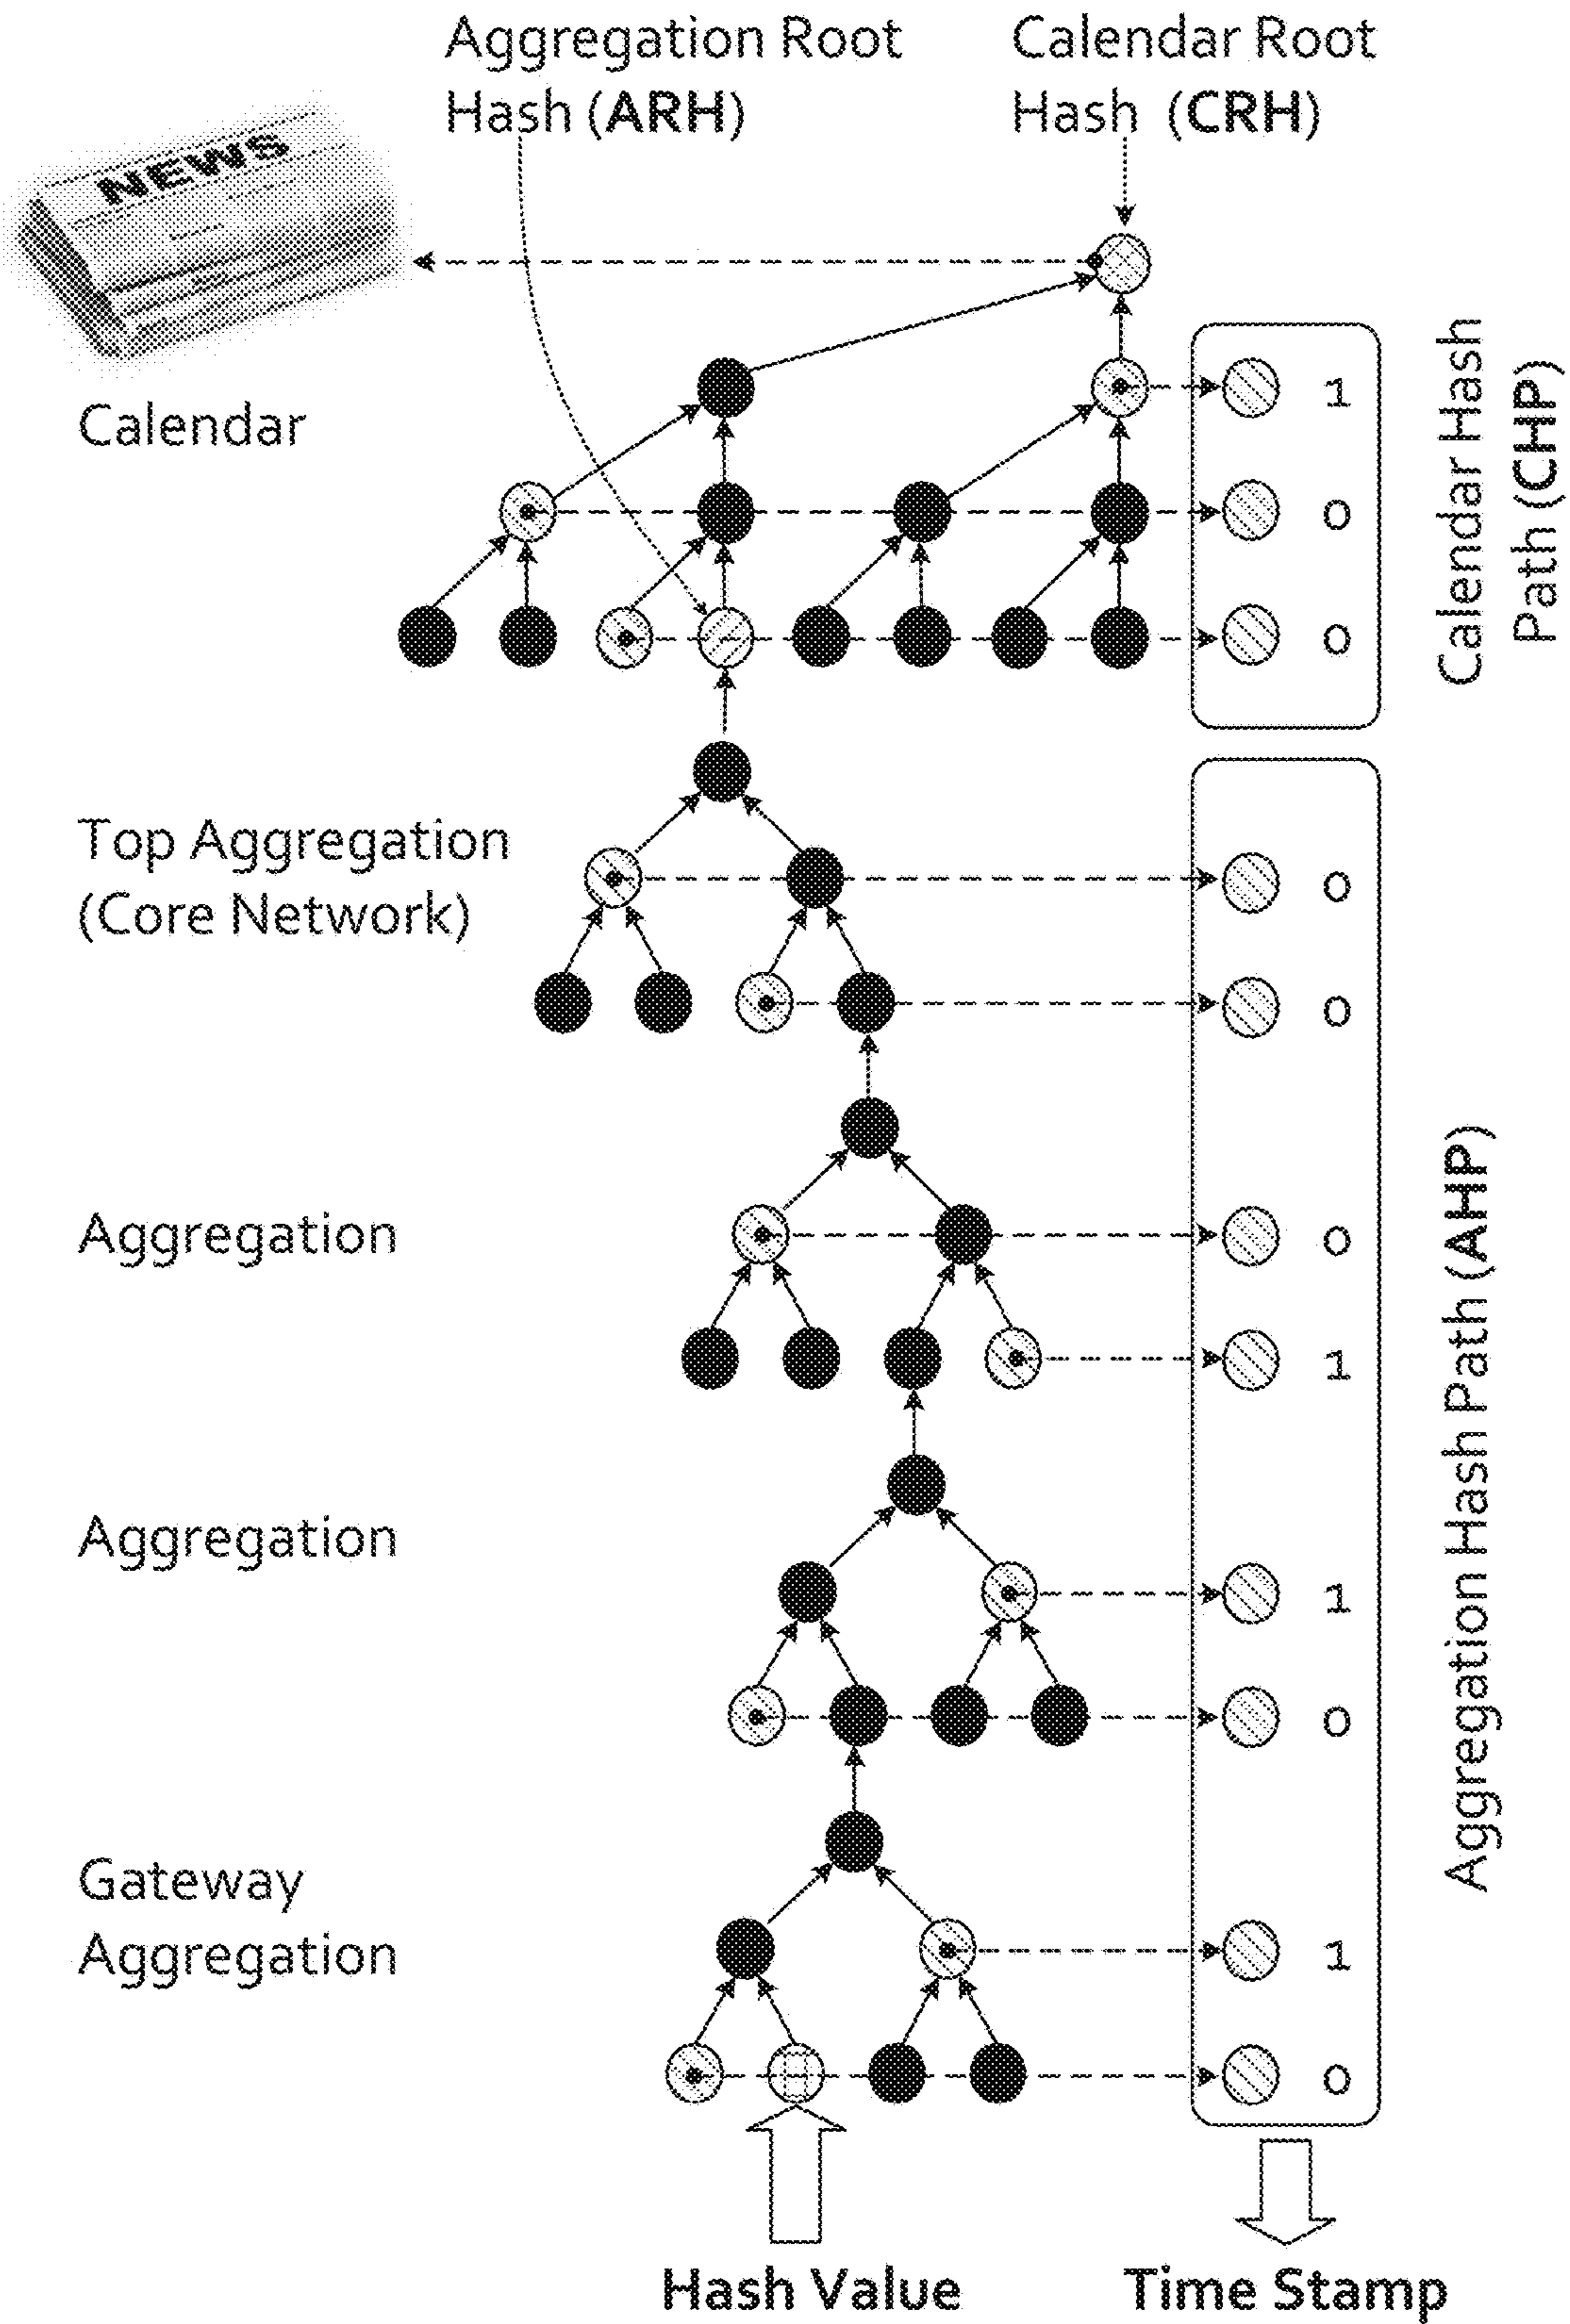 Aggregation Root
Hash (ARH)
Calendar Root
Hash (CRH)
NEWS
Calendar
1
0
0
Calendar Hash
Path (CHP)
Top Aggregation
(Core Network)
0
0
Aggregation
0
1
Aggregation
1
0
Gateway
Aggregation
1
0
Aggregation Hash Path (AHP)
Hash Value
Time Stamp